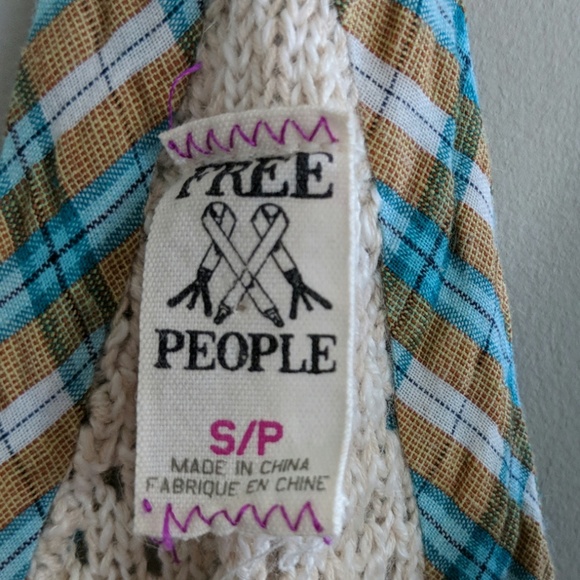 FREE
PEOPLE
S/P
MADE IN CHINA
FABRIQUE EN CHINE